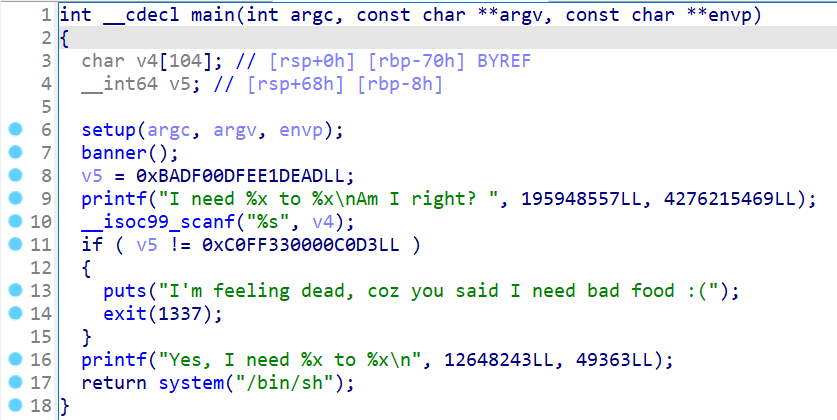 1 int __cdecl main(int argc, const char **argv, const char **envp)
2 {
3 char v4[104]; // [rsp+0h] [rbp-70h] BYREF
4 __int64 v5; // [rsp+68h] [rbp-8h]
5
6 setup(argc, argv, envp);
7 banner();
8 v5 = 0xBADF00DFEE1DEADLL;
9 printf("I need %x to %x\nAm I right? ", 195948557LL, 4276215469LL);
10 __isoc99_scanf("%s", v4);
11 if ( v5 != 0xC0FF330000C0D3LL )
12 {
13 puts("I'm feeling dead, coz you said I need bad food :(");
14 exit(1337);
15 }
16 printf("Yes, I need %x to %x\n", 12648243LL, 49363LL);
17 return system("/bin/sh");
18 }